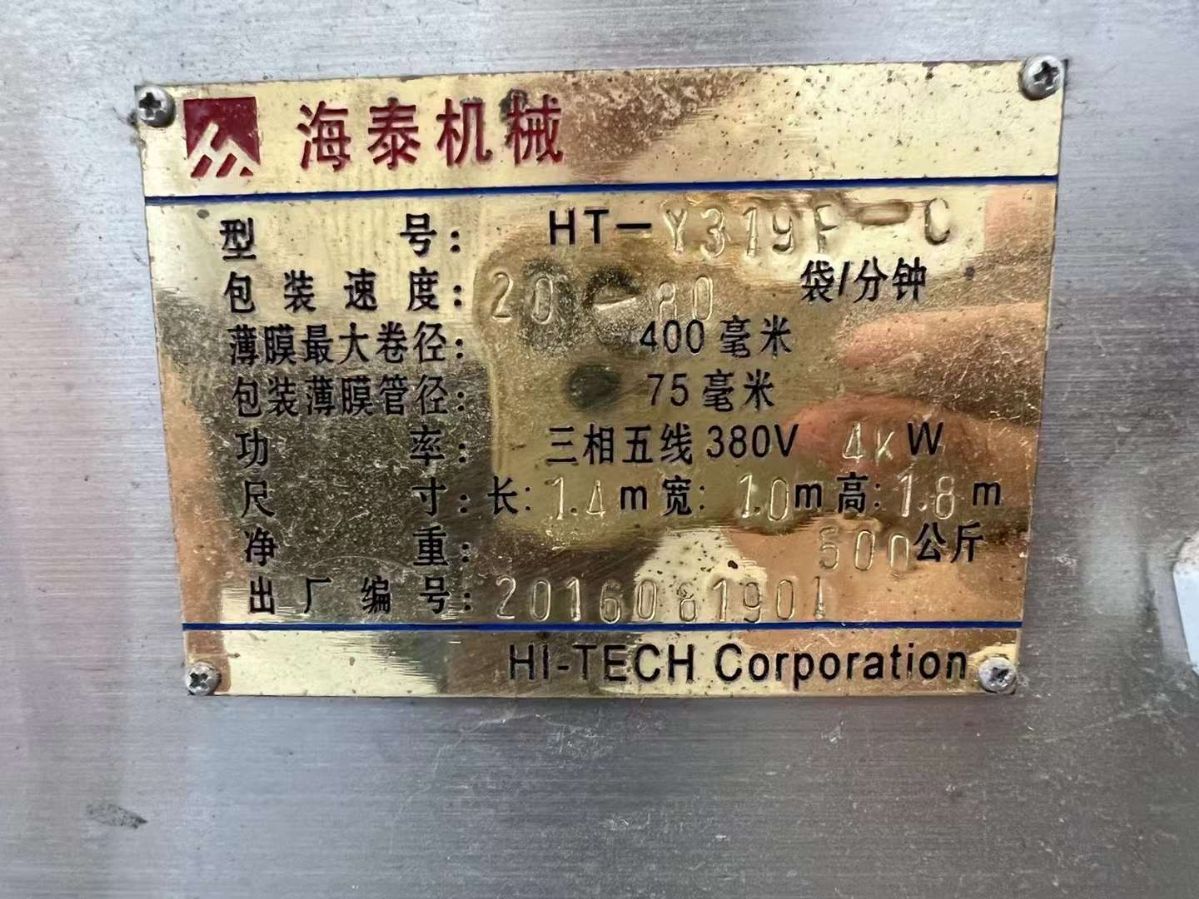 海泰机械
型号: HT-Y319F-C
包装速度: 20-80 袋/分钟
薄膜最大卷径: 400毫米
包装薄膜管径: 75毫米
功率: 三相五线 380V 4KW
尺寸: 长: 1.4m 宽: 1.0m 高: 1.8m
净重: 600公斤
出厂编号: 2016081901
HI-TECH Corporation